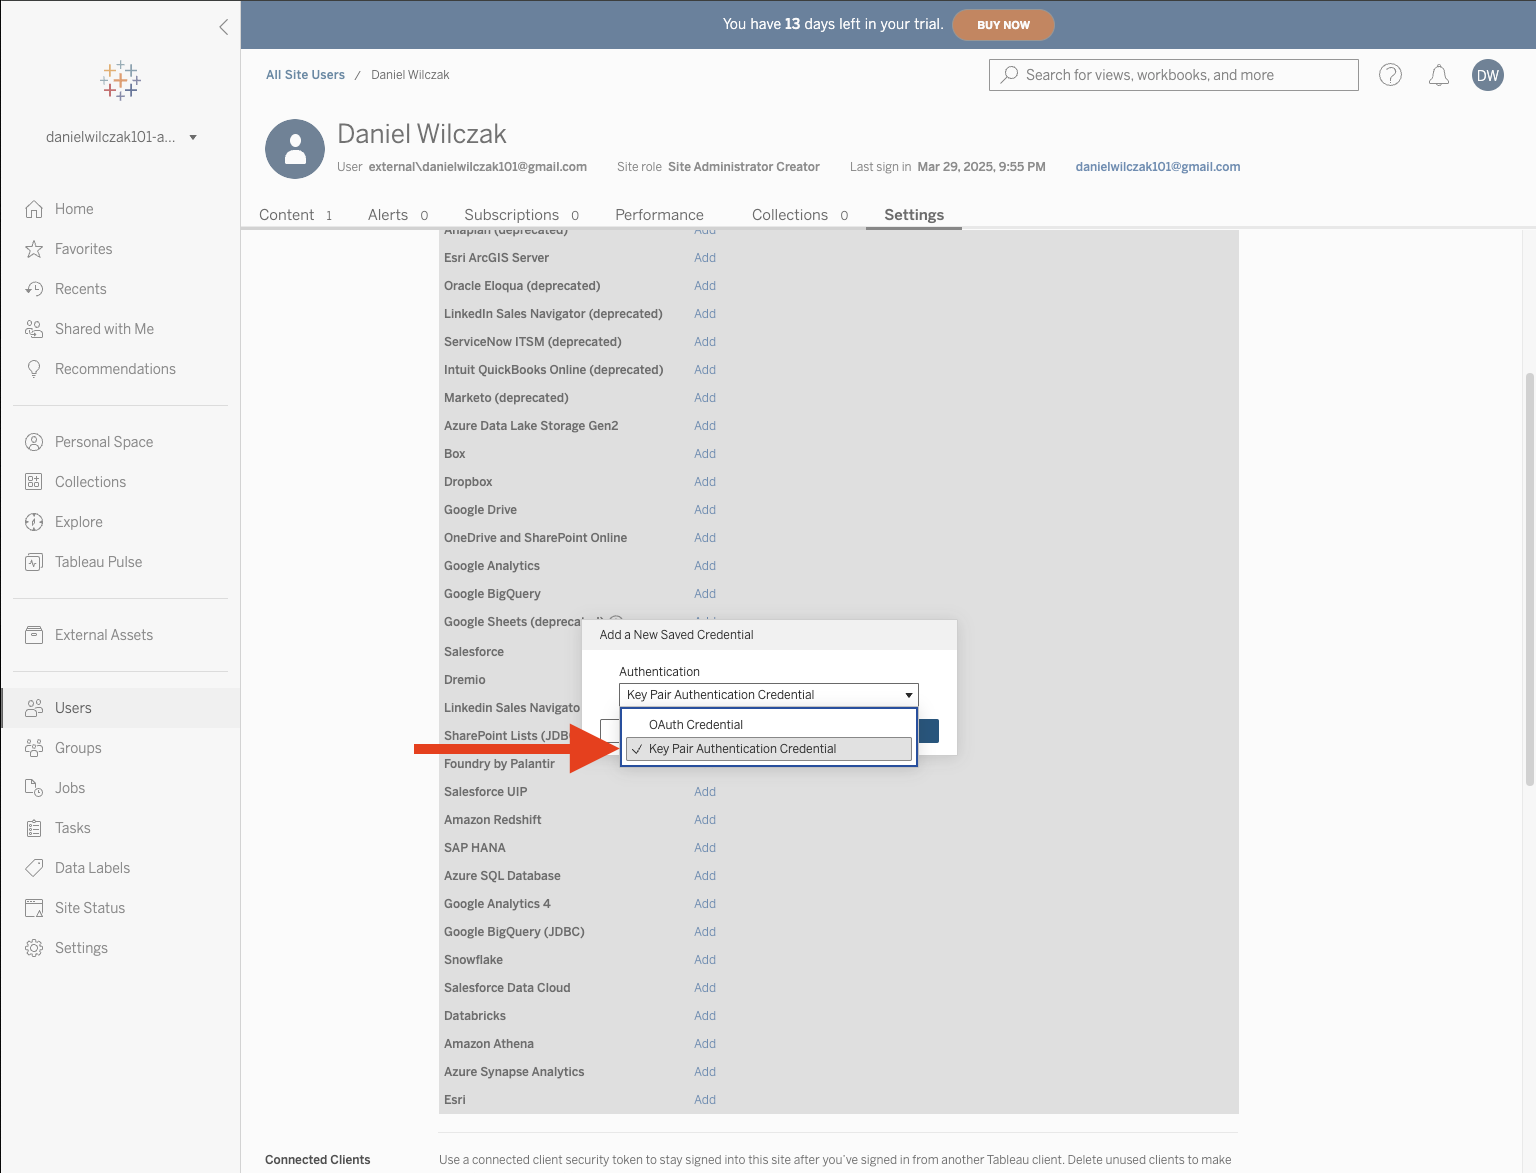 You have 13 days left in your trial. BUY NOW
danielwilczak101-a...
Home
Favorites
Recents
Shared with Me
Recommendations
Personal Space
Collections
Explore
Tableau Pulse
External Assets
Users
Groups
Jobs
Tasks
Data Labels
Site Status
Settings
All Site Users / Daniel Wilczak
Search for views, workbooks, and more
DW
Daniel Wilczak
User external\danielwilczak101@gmail.com Site role Site Administrator Creator Last sign in Mar 29, 2025, 9:55 PM danielwilczak101@gmail.com
Content 1 Alerts 0 Subscriptions 0 Performance Collections 0 Settings
Anaplan (deprecated) Add
Esri ArcGIS Server Add
Oracle Eloqua (deprecated) Add
LinkedIn Sales Navigator (deprecated) Add
ServiceNow ITSM (deprecated) Add
Intuit QuickBooks Online (deprecated) Add
Marketo (deprecated) Add
Azure Data Lake Storage Gen2 Add
Box Add
Dropbox Add
Google Drive Add
OneDrive and SharePoint Online Add
Google Analytics Add
Google BigQuery Add
Google Sheets
Salesforce
Dremio
Linkedin Sales
SharePoint Lists
Foundry by Palantir
Add a New Saved Credential
Authentication
Key Pair Authentication Credential
OAuth Credential
Key Pair Authentication Credential
Salesforce UIP Add
Amazon Redshift Add
SAP HANA Add
Azure SQL Database Add
Google Analytics 4 Add
Google BigQuery (JDBC) Add
Snowflake Add
Salesforce Data Cloud Add
Databricks Add
Amazon Athena Add
Azure Synapse Analytics Add
Esri Add
Connected Clients Use a connected client security token to stay signed into this site after you've signed in from another Tableau client. Delete unused clients to make